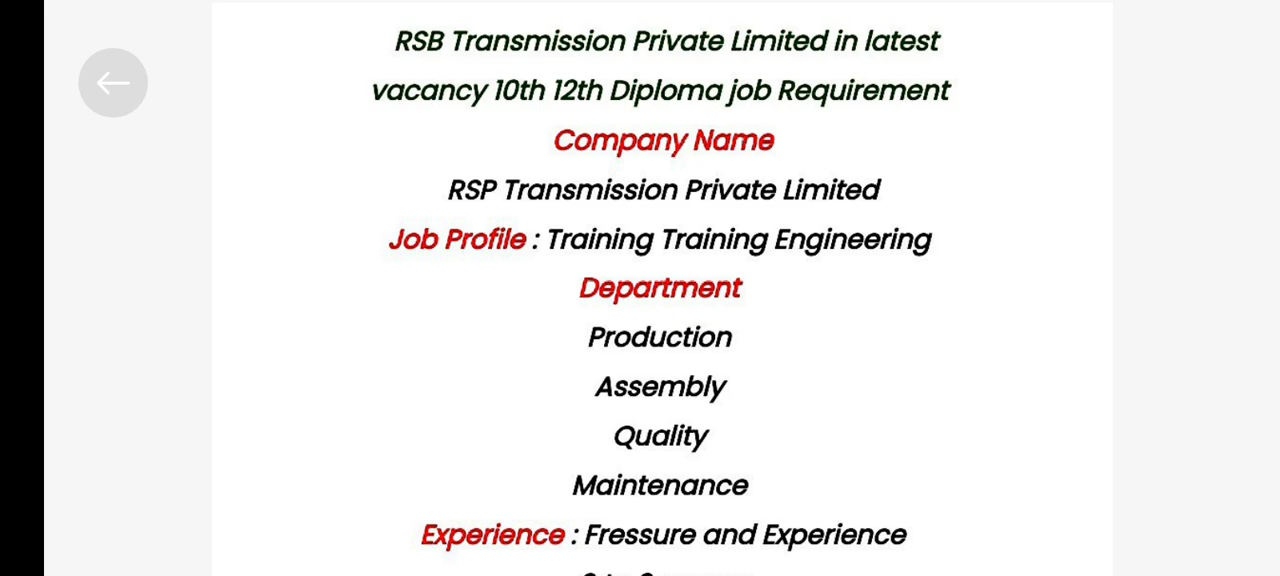 RSB Transmission Private Limited in latest
vacancy 10th 12th Diploma job Requirement
Company Name
RSP Transmission Private Limited
Job Profile : Training Training Engineering
Department
Production
Assembly
Quality
Maintenance
Experience : Fressure and Experience